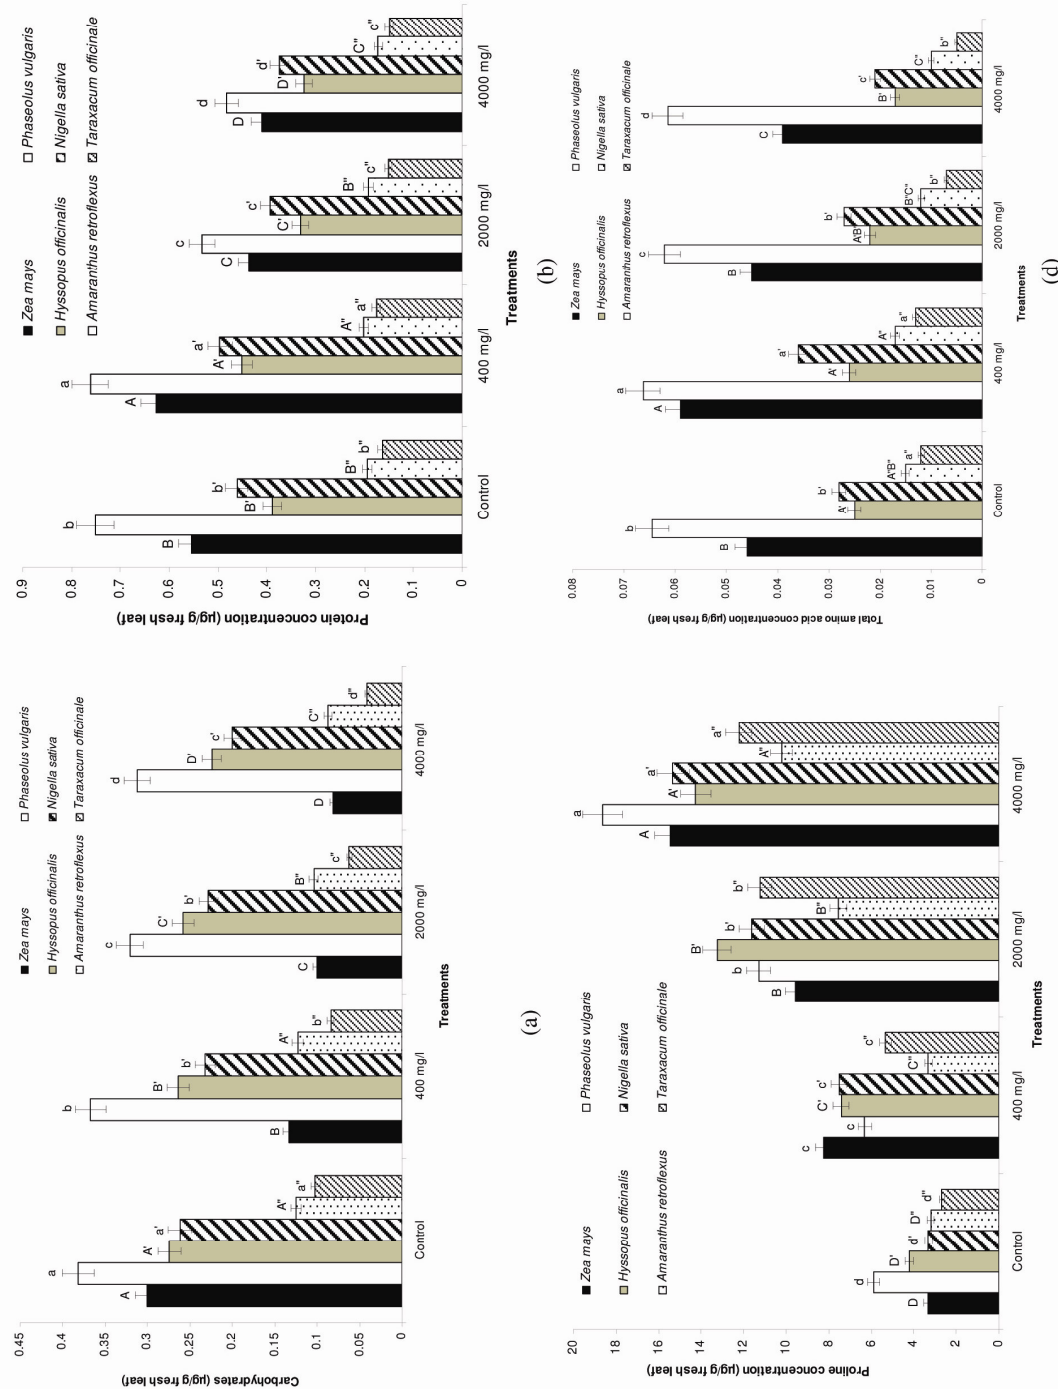 Carbohydrates (µg/g fresh leaf)
0.45
0.4
0.35
0.3
0.25
0.2
0.15
0.1
0.05
0
Zea mays
Phaseolus vulgaris
Hyssopus officinalis
Nigella sativa
Amaranthus retroflexus
Taraxacum officinale
A a A' a' A" a"
B b B' b' A" b"
C c C' b' B" c"
D d D' c' C" d"
Control 400 mg/l 2000 mg/l 4000 mg/l
Treatments
(a)
Protein concentration (µg/g fresh leaf)
0.9
0.8
0.7
0.6
0.5
0.4
0.3
0.2
0.1
0
Zea mays
Phaseolus vulgaris
Hyssopus officinalis
Nigella sativa
Amaranthus retroflexus
Taraxacum officinale
B b B' b' B" b"
A a A' a' A" a"
C c C' c' B" c"
D d D' d' C" c"
Control 400 mg/l 2000 mg/l 4000 mg/l
Treatments
(b)
Proline concentration (µg/g fresh leaf)
20
18
16
14
12
10
8
6
4
2
0
Zea mays
Phaseolus vulgaris
Hyssopus officinalis
Nigella sativa
Amaranthus retroflexus
Taraxacum officinale
D d D' d' D" d"
c c C' c' C" c"
B b B' b' B" b"
A a A' a' A" a"
Control 400 mg/l 2000 mg/l 4000 mg/l
Treatments
Total amino acid concentration (µg/g fresh leaf)
0.08
0.07
0.06
0.05
0.04
0.03
0.02
0.01
0
Zea mays
Phaseolus vulgaris
Hyssopus officinalis
Nigella sativa
Amaranthus retroflexus
Taraxacum officinale
B b A' b' A"B" a"
A a A' a' A" a"
B c A'B' b' B"C" b"
C d B' c' C" b"
Control 400 mg/l 2000 mg/l 4000 mg/l
Treatments
(d)